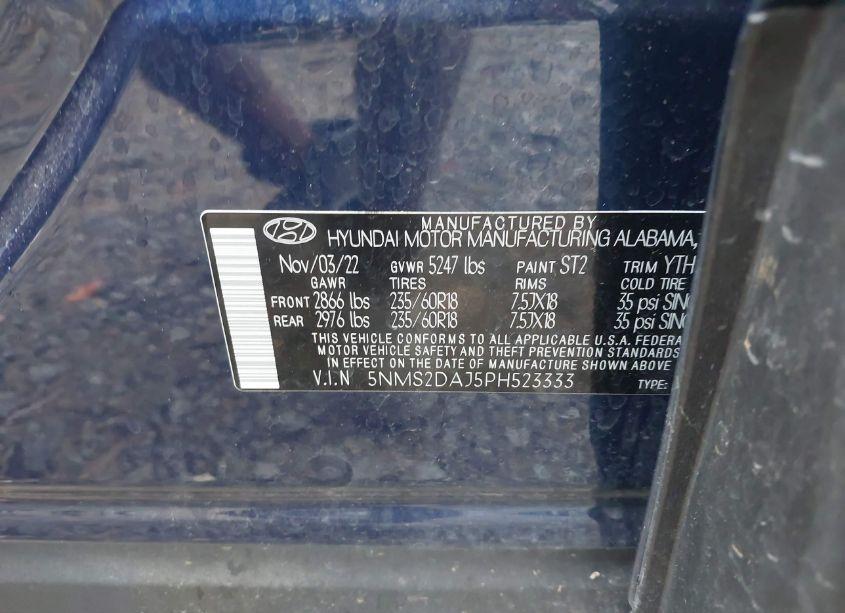 MANUFACTURED BY
HYUNDAI MOTOR MANUFACTURING ALABAMA,
Nov/03/22 GVWR 5247 lbs PAINT ST2 TRIM YTH
GAWR TIRES RIMS COLD TIRE
FRONT 2866 lbs 235/60R18 7.5JX18 35 psi SING
REAR 2976 lbs 235/60R18 7.5JX18 35 psi SING
THIS VEHICLE CONFORMS TO ALL APPLICABLE U.S.A. FEDERA
MOTOR VEHICLE SAFETY AND THEFT PREVENTION STANDARDS
IN EFFECT ON THE DATE OF MANUFACTURE SHOWN ABOVE.
V.I.N 5NMS2DAJ5PH523333 TYPE: